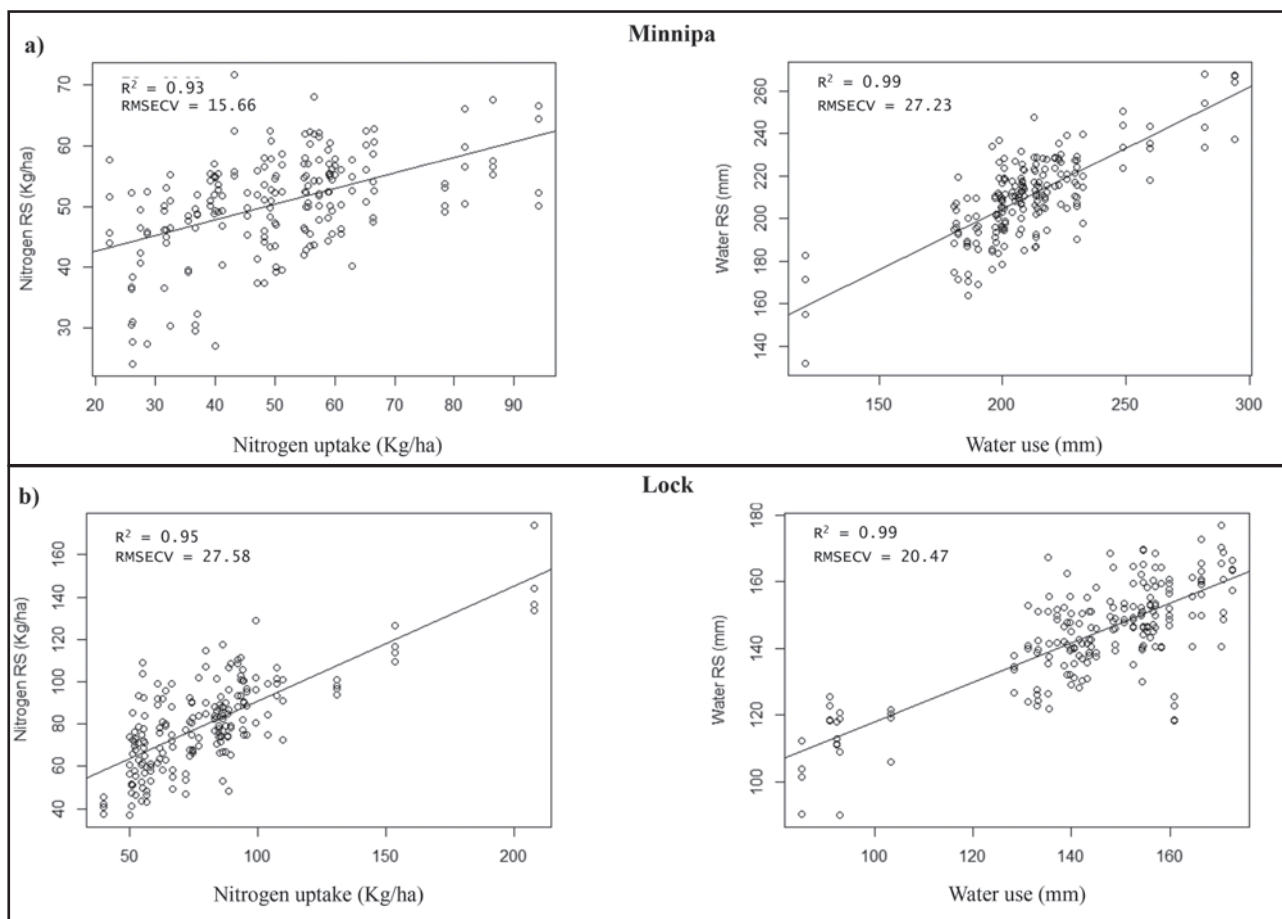 Minnipa
a)
R² = 0.93
RMSECV = 15.66
Nitrogen RS (Kg/ha)
70
60
50
40
30
20 30 40 50 60 70 80 90
Nitrogen uptake (Kg/ha)
R² = 0.99
RMSECV = 27.23
Water RS (mm)
260
240
220
200
180
160
140
150 200 250 300
Water use (mm)
Lock
b)
R² = 0.95
RMSECV = 27.58
Nitrogen RS (Kg/ha)
160
140
120
100
80
60
40
50 100 150 200
Nitrogen uptake (Kg/ha)
R² = 0.99
RMSECV = 20.47
Water RS (mm)
180
160
140
120
100
100 120 140 160
Water use (mm)